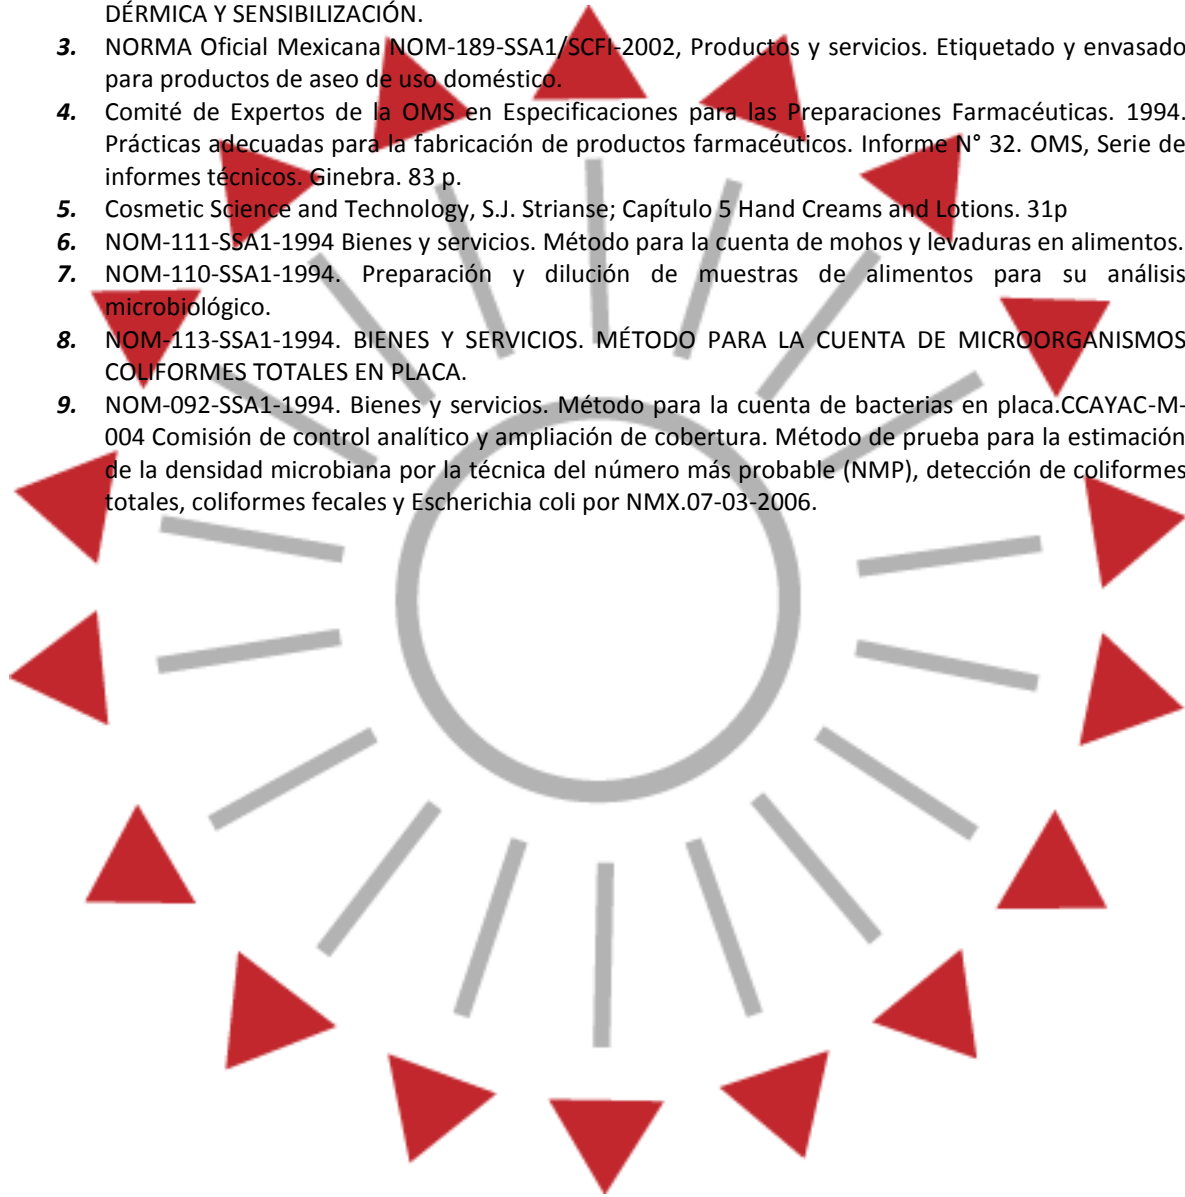 DÉRMICA Y SENSIBILIZACIÓN.
3. NORMA Oficial Mexicana NOM-189-SSA1/SCFI-2002, Productos y servicios. Etiquetado y envasado
para productos de aseo de uso doméstico.
4. Comité de Expertos de la OMS en Especificaciones para las Preparaciones Farmacéuticas. 1994.
Prácticas adecuadas para la fabricación de productos farmacéuticos. Informe N° 32. OMS, Serie de
informes técnicos. Ginebra. 83 p.
5. Cosmetic Science and Technology, S.J. Strianse; Capítulo 5 Hand Creams and Lotions. 31p
6. NOM-111-SSA1-1994 Bienes y servicios. Método para la cuenta de mohos y levaduras en alimentos.
7. NOM-110-SSA1-1994. Preparación y dilución de muestras de alimentos para su análisis
microbiológico.
8. NOM-113-SSA1-1994. BIENES Y SERVICIOS. MÉTODO PARA LA CUENTA DE MICROORGANISMOS
COLIFORMES TOTALES EN PLACA.
9. NOM-092-SSA1-1994. Bienes y servicios. Método para la cuenta de bacterias en placa.CCAYAC-M-
004 Comisión de control analítico y ampliación de cobertura. Método de prueba para la estimación
de la densidad microbiana por la técnica del número más probable (NMP), detección de coliformes
totales, coliformes fecales y Escherichia coli por NMX.07-03-2006.